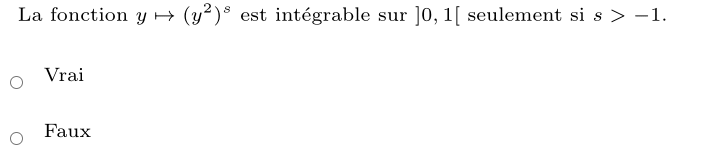 La fonction y ↦ (y²)ˢ est intégrable sur ]0, 1[ seulement si s > −1.
Vrai
Faux